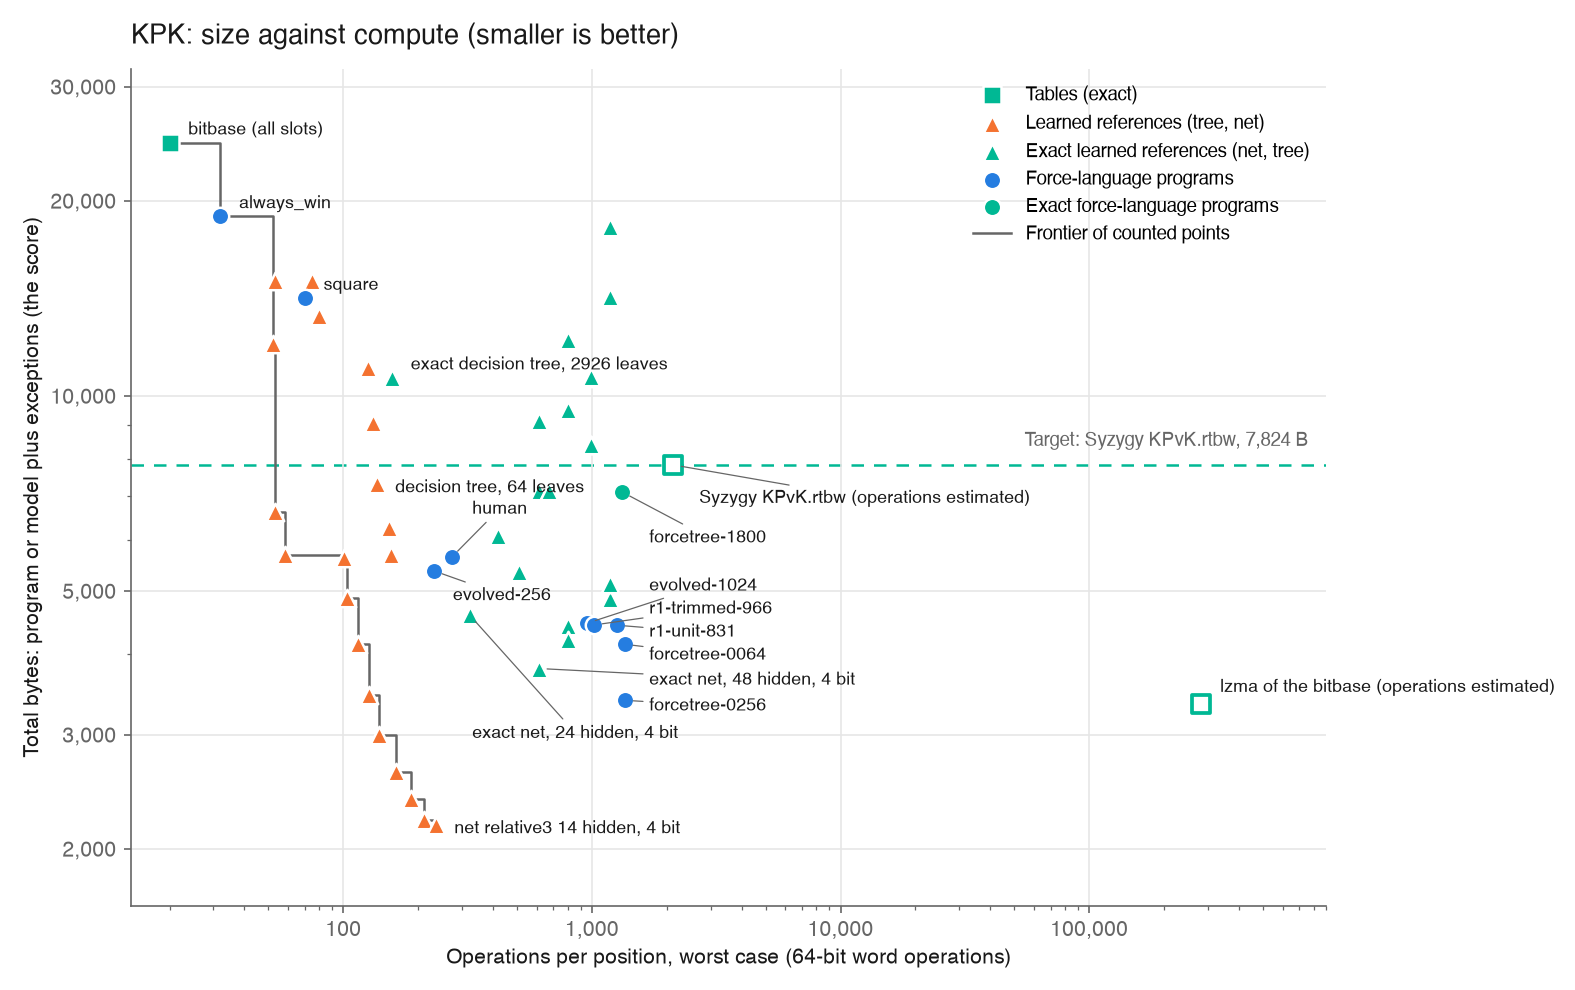 KPK: size against compute (smaller is better)
30,000
20,000
10,000
5,000
3,000
2,000
Total bytes: program or model plus exceptions (the score)
Tables (exact)
Learned references (tree, net)
Exact learned references (net, tree)
Force-language programs
Exact force-language programs
Frontier of counted points
bitbase (all slots)
always_win
square
exact decision tree, 2926 leaves
Target: Syzygy KPvK.rtbw, 7,824 B
decision tree, 64 leaves
Syzygy KPvK.rtbw (operations estimated)
human
forcetree-1800
evolved-256
evolved-1024
r1-trimmed-966
r1-unit-831
forcetree-0064
exact net, 48 hidden, 4 bit
lzma of the bitbase (operations estimated)
forcetree-0256
exact net, 24 hidden, 4 bit
net relative3 14 hidden, 4 bit
100
1,000
10,000
100,000
Operations per position, worst case (64-bit word operations)